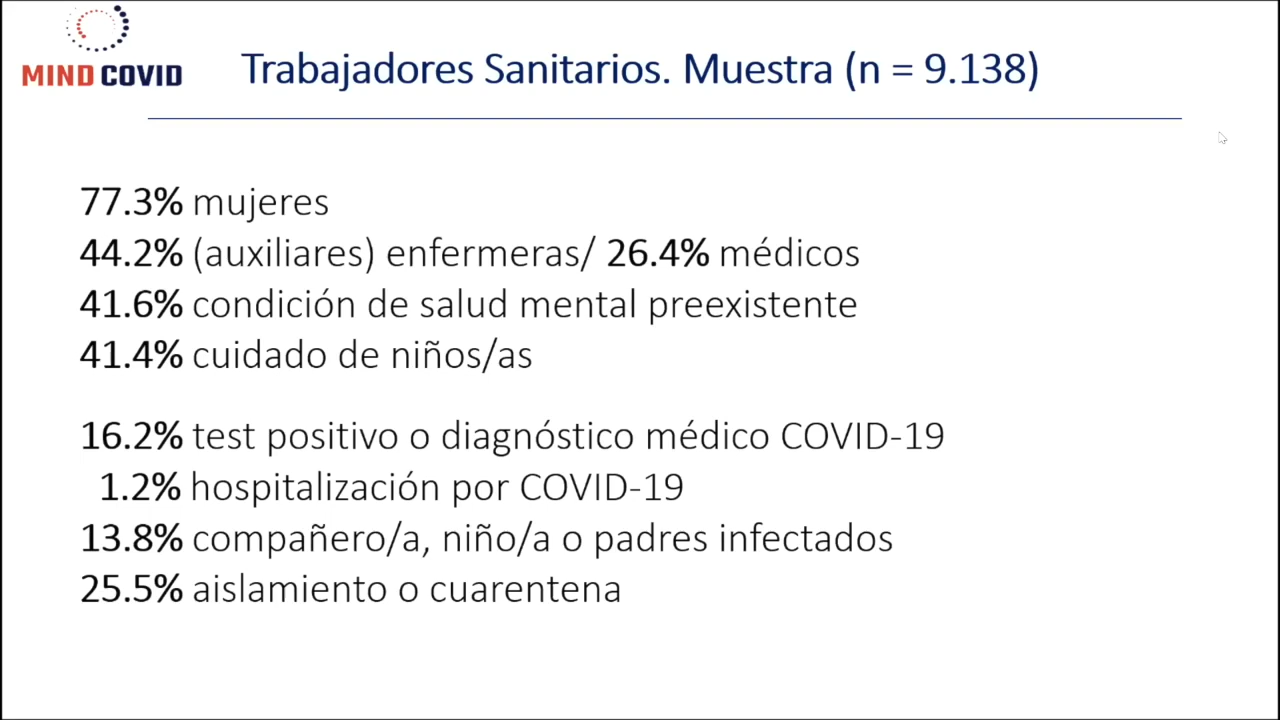 MIND COVID
Trabajadores Sanitarios. Muestra (n = 9.138)
77.3% mujeres
44.2% (auxiliares) enfermeras/ 26.4% médicos
41.6% condición de salud mental preexistente
41.4% cuidado de niños/as
16.2% test positivo o diagnóstico médico COVID-19
1.2% hospitalización por COVID-19
13.8% compañero/a, niño/a o padres infectados
25.5% aislamiento o cuarentena